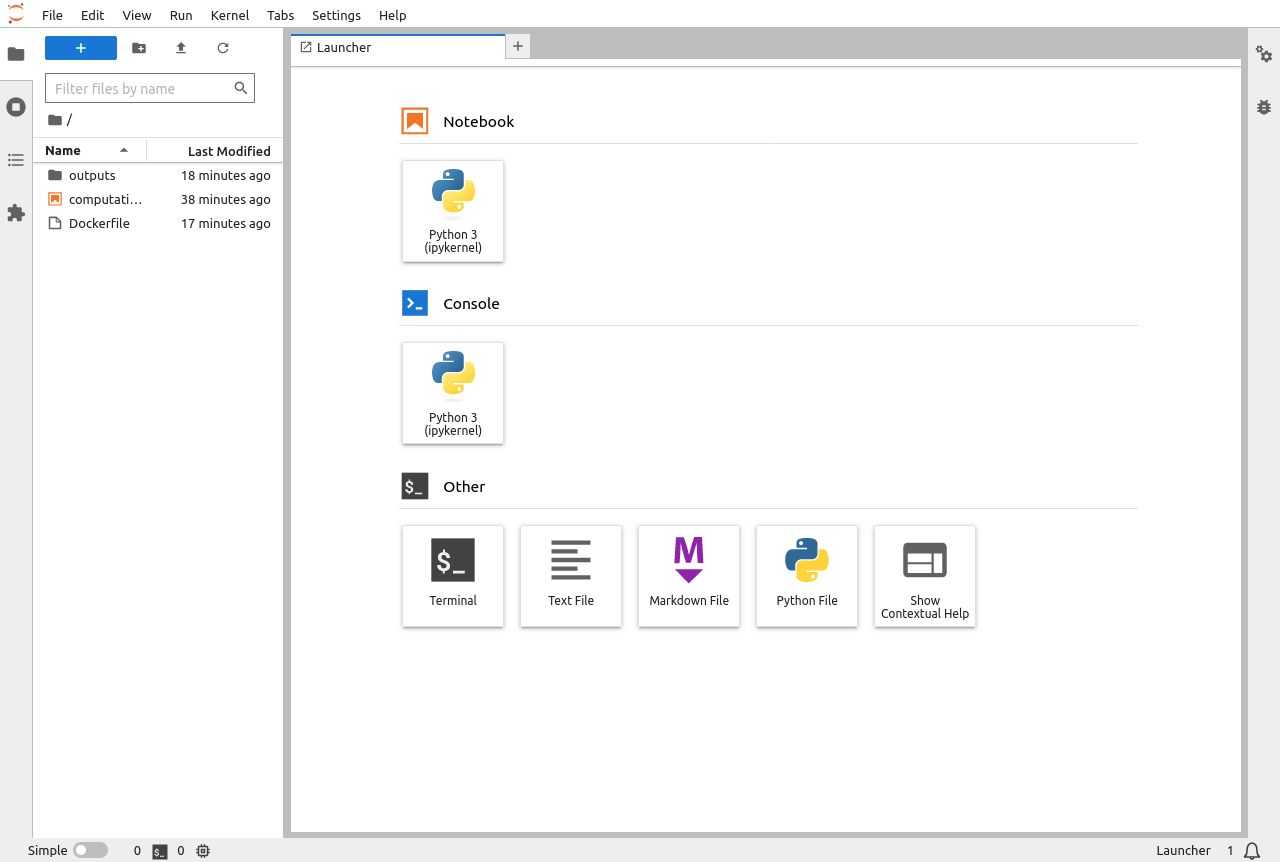 File Edit View Run Kernel Tabs Settings Help
Launcher
Filter files by name
/
Name Last Modified
outputs 18 minutes ago
computati… 38 minutes ago
Dockerfile 17 minutes ago
Notebook
Python 3
(ipykernel)
Console
Python 3
(ipykernel)
$_ Other
$_ M
Terminal Text File Markdown File Python File Show
Contextual Help
Simple 0 $_ 0 Launcher 1